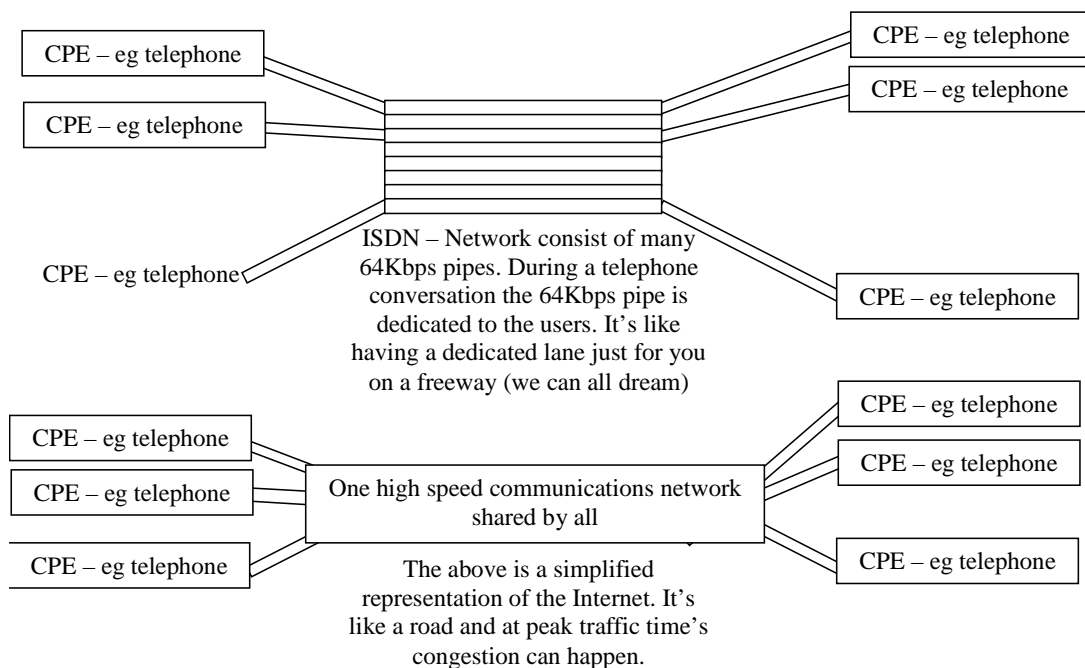 CPE – eg telephone
CPE – eg telephone
CPE – eg telephone
CPE – eg telephone
CPE – eg telephone
CPE – eg telephone
ISDN – Network consist of many
64Kbps pipes. During a telephone
conversation the 64Kbps pipe is
dedicated to the users. It’s like
having a dedicated lane just for you
on a freeway (we can all dream)
CPE – eg telephone
CPE – eg telephone
CPE – eg telephone
CPE – eg telephone
CPE – eg telephone
CPE – eg telephone
One high speed communications network
shared by all
The above is a simplified
representation of the Internet. It’s
like a road and at peak traffic time’s
congestion can happen.